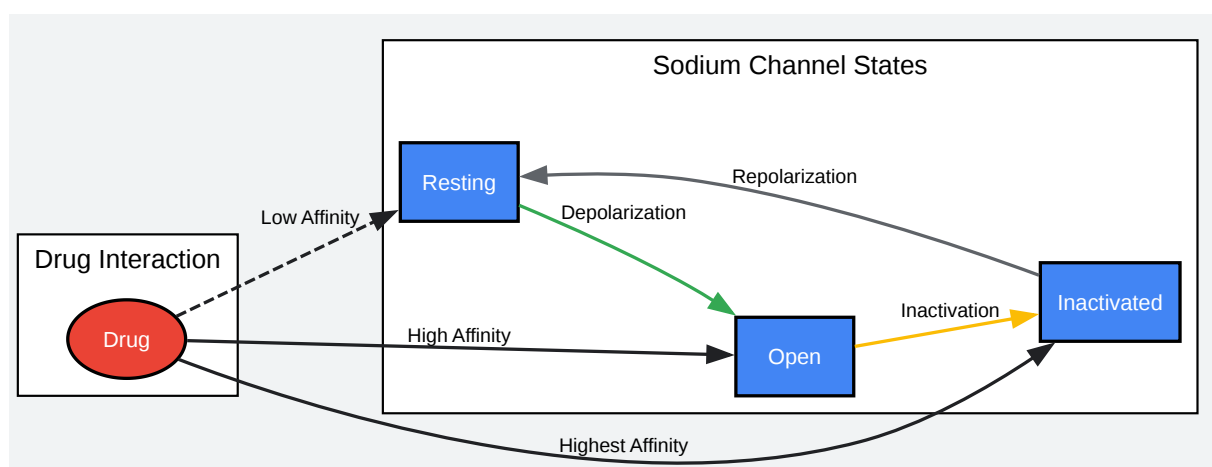 Sodium Channel States
Resting
Repolarization
Depolarization
Low Affinity
Drug Interaction
Drug
High Affinity
Inactivation
Inactivated
Open
Highest Affinity